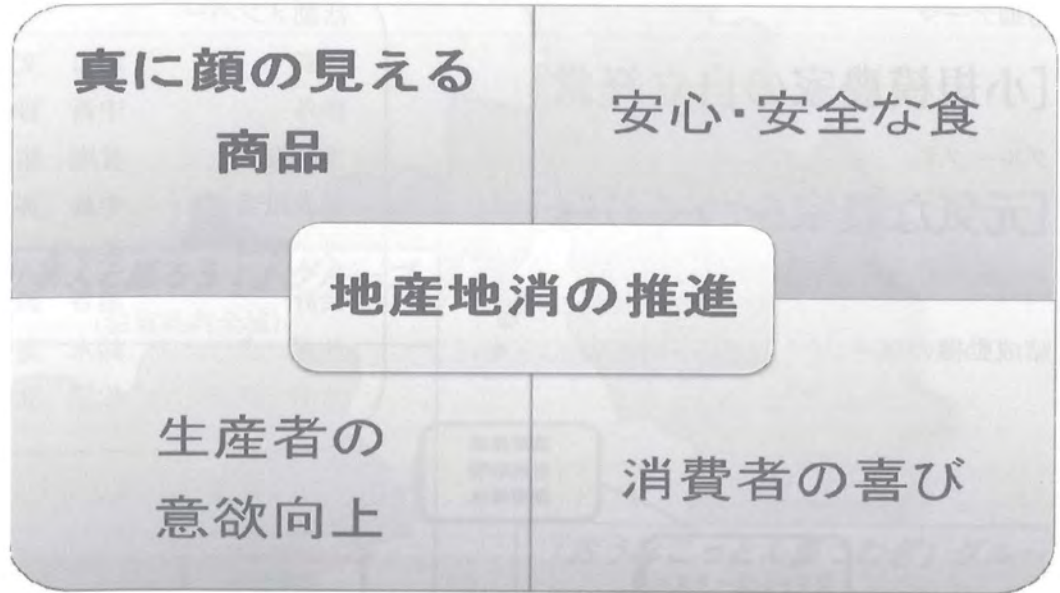 真に顔の見える
商品
安心・安全な食
地産地消の推進
生産者の
意欲向上
消費者の喜び